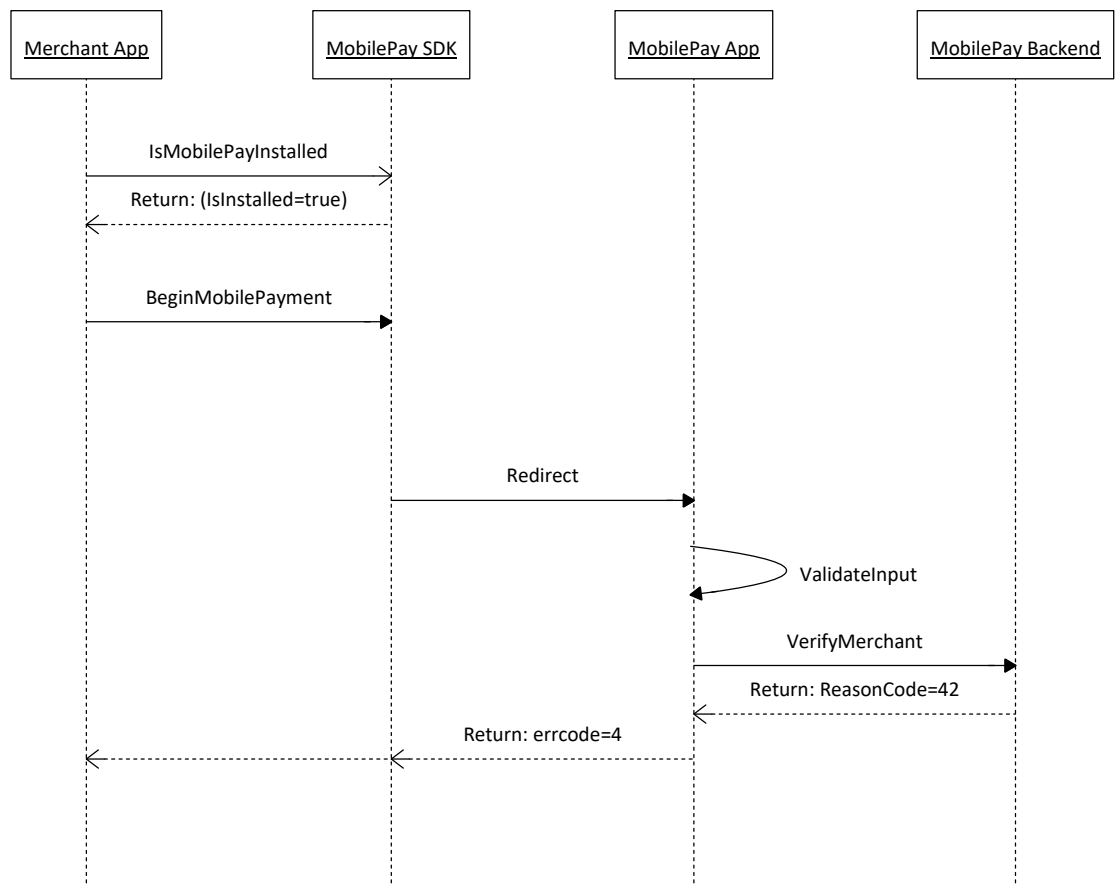 Merchant App
MobilePay SDK
MobilePay App
MobilePay Backend
IsMobilePayInstalled
Return: (IsInstalled=true)
BeginMobilePayment
Redirect
ValidateInput
VerifyMerchant
Return: ReasonCode=42
Return: errcode=4